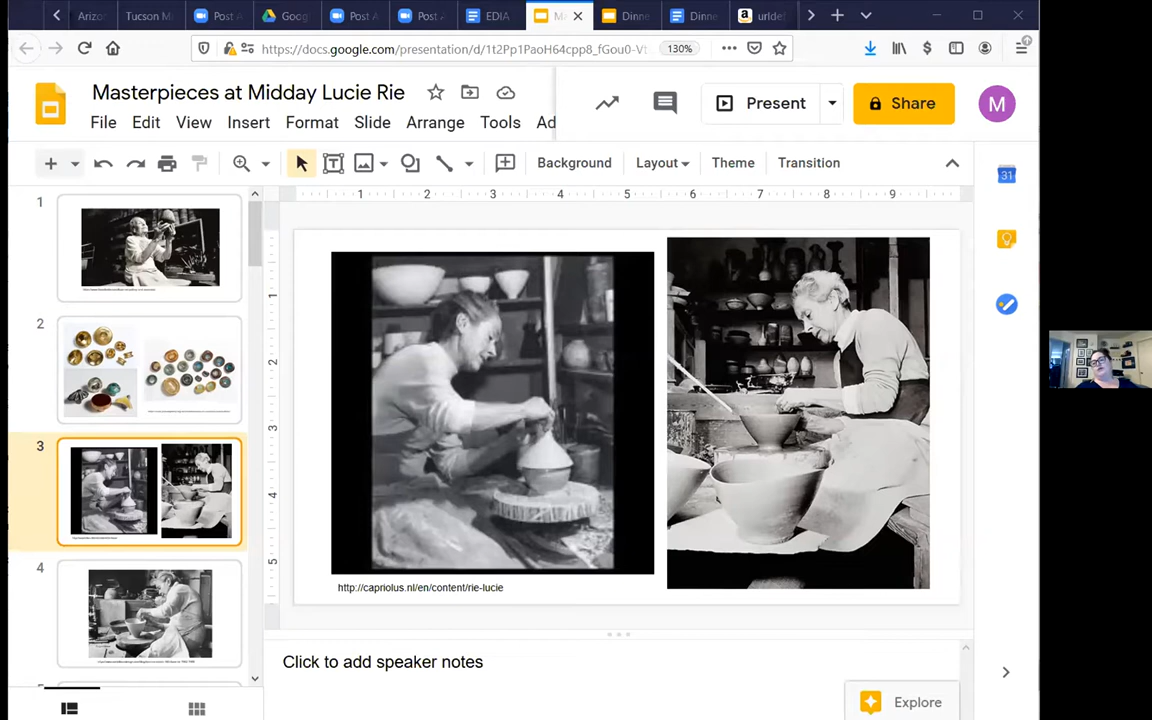 Arizo
Tucson Mi
Post A
Googl
Post A
Post A
EDIA
Ma
Dinne
Dinne
urldef
https://docs.google.com/presentation/d/1t2Pp1PaoH64cpp8_fGou0-Vt
130%
Masterpieces at Midday Lucie Rie
Present
Share
M
File Edit View Insert Format Slide Arrange Tools Ad
Background Layout Theme Transition
31
1 2 3 4 5 6 7 8 9
1
2
3
4
5
1
2
3
4
http://capriolus.nl/en/content/rie-lucie
Click to add speaker notes
Explore